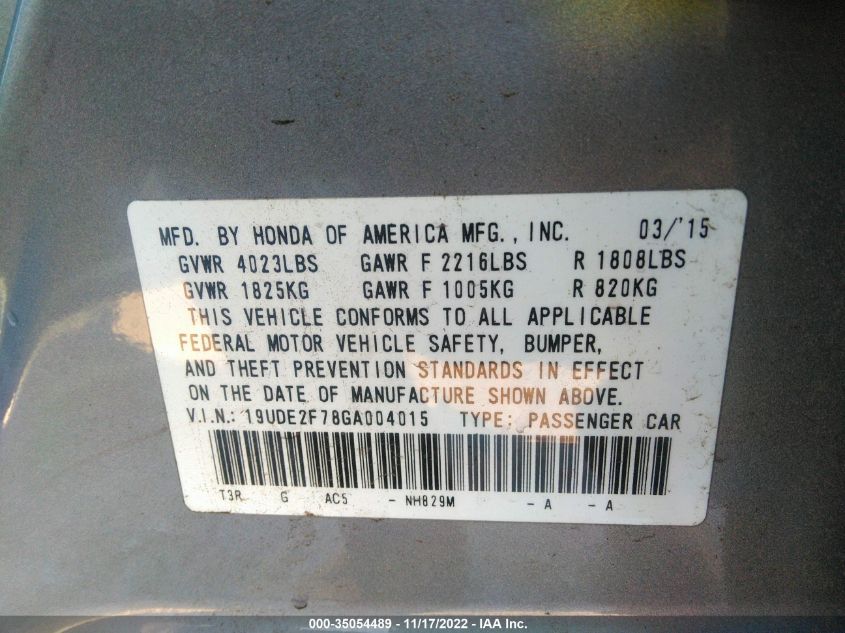 MFD. BY HONDA OF AMERICA MFG., INC. 03/'15
GVWR 4023LBS GAWR F 2216LBS R 1808LBS
GVWR 1825KG GAWR F 1005KG R 820KG
THIS VEHICLE CONFORMS TO ALL APPLICABLE
FEDERAL MOTOR VEHICLE SAFETY, BUMPER,
AND THEFT PREVENTION STANDARDS IN EFFECT
ON THE DATE OF MANUFACTURE SHOWN ABOVE.
V.I.N.: 19UDE2F78GA004015 TYPE: PASSENGER CAR
T3R G AC5 - NH829M - A - A
000-35054489 - 11/17/2022 - IAA Inc.